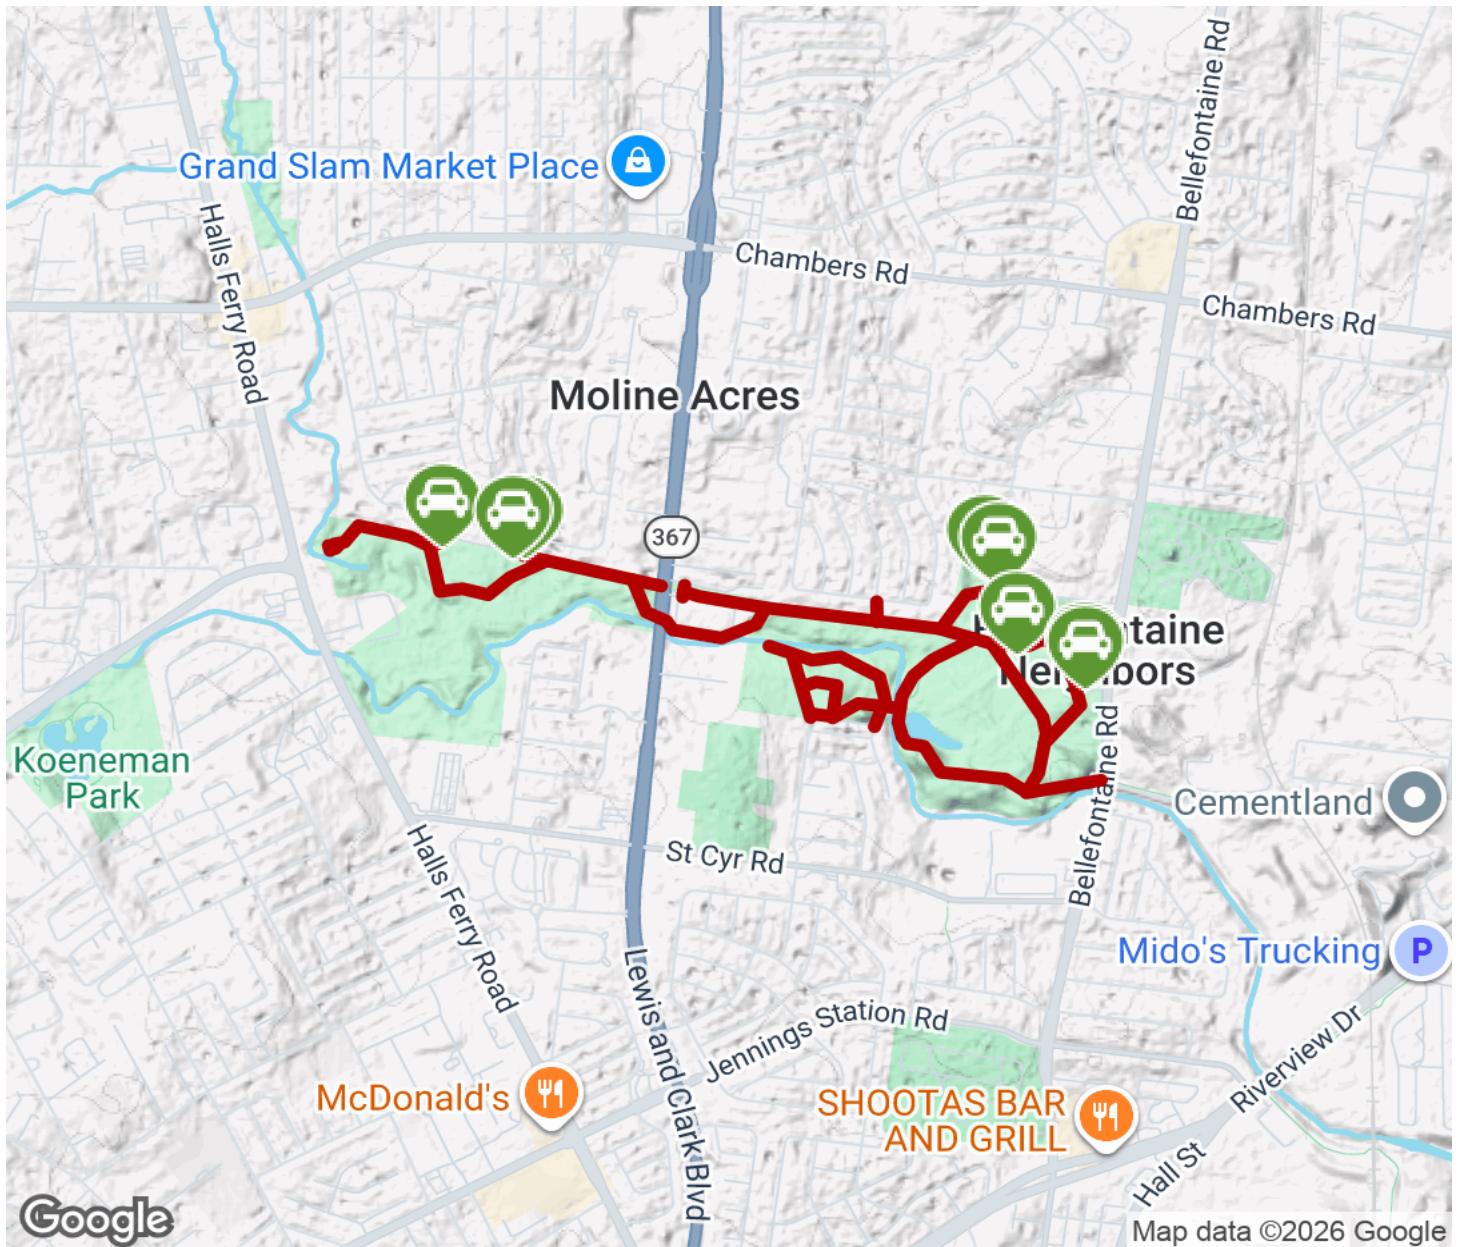 Bellefontaine Rd
Grand Slam Market Place
Halls Ferry Road
Chambers Rd
Chambers Rd
Moline Acres
367
taine
Neighbors
Koeneman
Park
Bellefontaine Rd
Cementland
St Cyr Rd
Halls Ferry Road
Mido's Trucking
P
Lewis and Clark Blvd
Jennings Station Rd
Riverview Dr
McDonald's
SHOOTAS BAR
AND GRILL
Hall St
Google
Map data ©2026 Google